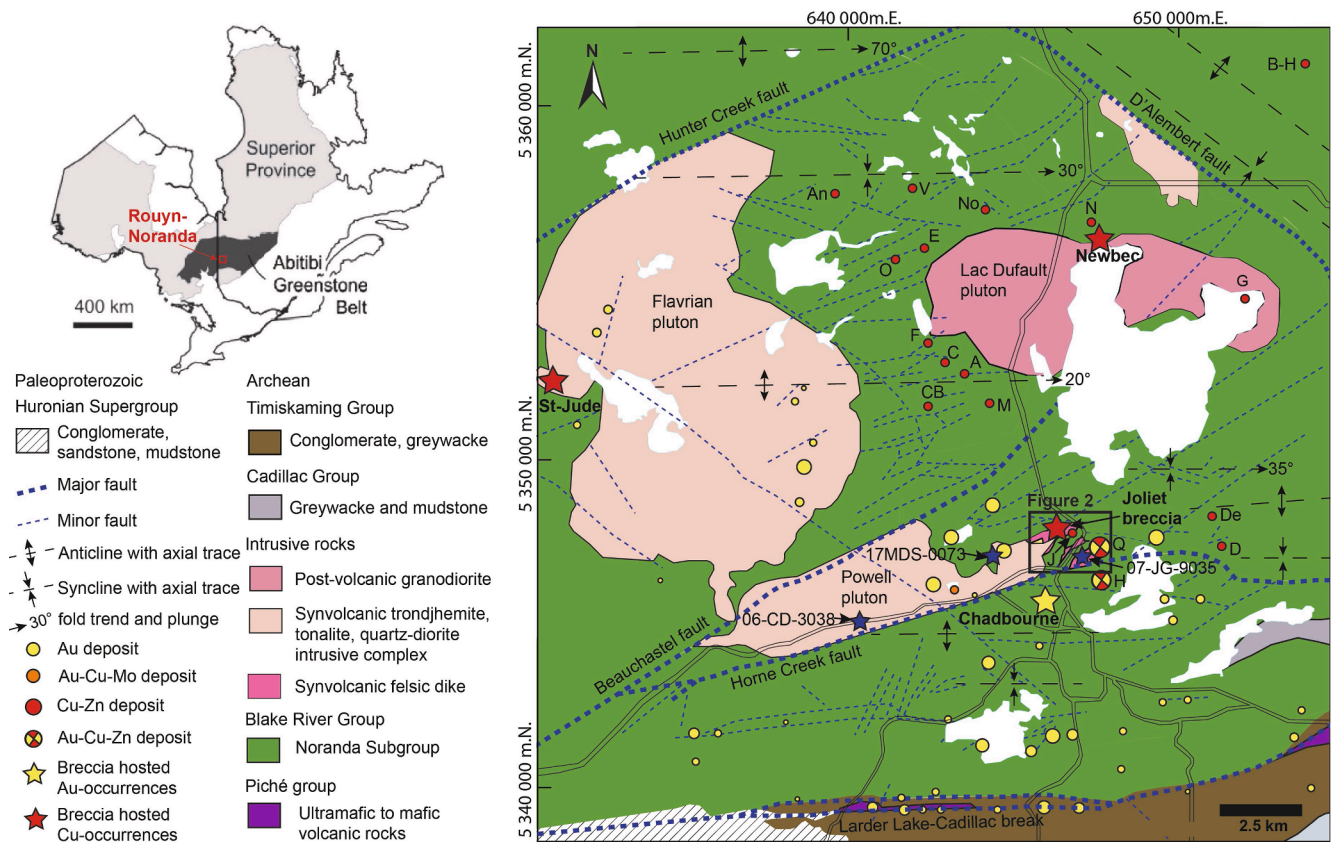 Superior
Province
Rouyn-
Noranda
Abitibi
Greenstone
Belt
400 km
Paleoproterozoic
Huronian Supergroup
Conglomerate,
sandstone, mudstone
Major fault
Minor fault
Anticline with axial trace
Syncline with axial trace
30° fold trend and plunge
Au deposit
Au-Cu-Mo deposit
Cu-Zn deposit
Au-Cu-Zn deposit
Breccia hosted
Au-occurrences
Breccia hosted
Cu-occurrences
Archean
Timiskaming Group
Conglomerate, greywacke
Cadillac Group
Greywacke and mudstone
Intrusive rocks
Post-volcanic granodiorite
Synvolcanic trondjhemite,
tonalite, quartz-diorite
intrusive complex
Synvolcanic felsic dike
Blake River Group
Noranda Subgroup
Piché group
Ultramafic to mafic
volcanic rocks
640 000m.E.
650 000m.E.
5 360 000 m.N.
5 350 000 m.N.
5 340 000 m.N.
N
70°
B-H
Hunter Creek fault
D'Alembert fault
30°
An
V
No
N
Newbec
E
O
Lac Dufault
pluton
G
Flavrian
pluton
F
C
A
20°
St-Jude
CB
M
35°
Figure 2
Joliet
breccia
De
17MDS-0073
J
Q
D
07-JG-9035
H
Powell
pluton
06-CD-3038
Chadbourne
Beauchastel fault
Horne Creek fault
Larder Lake-Cadillac break
2.5 km